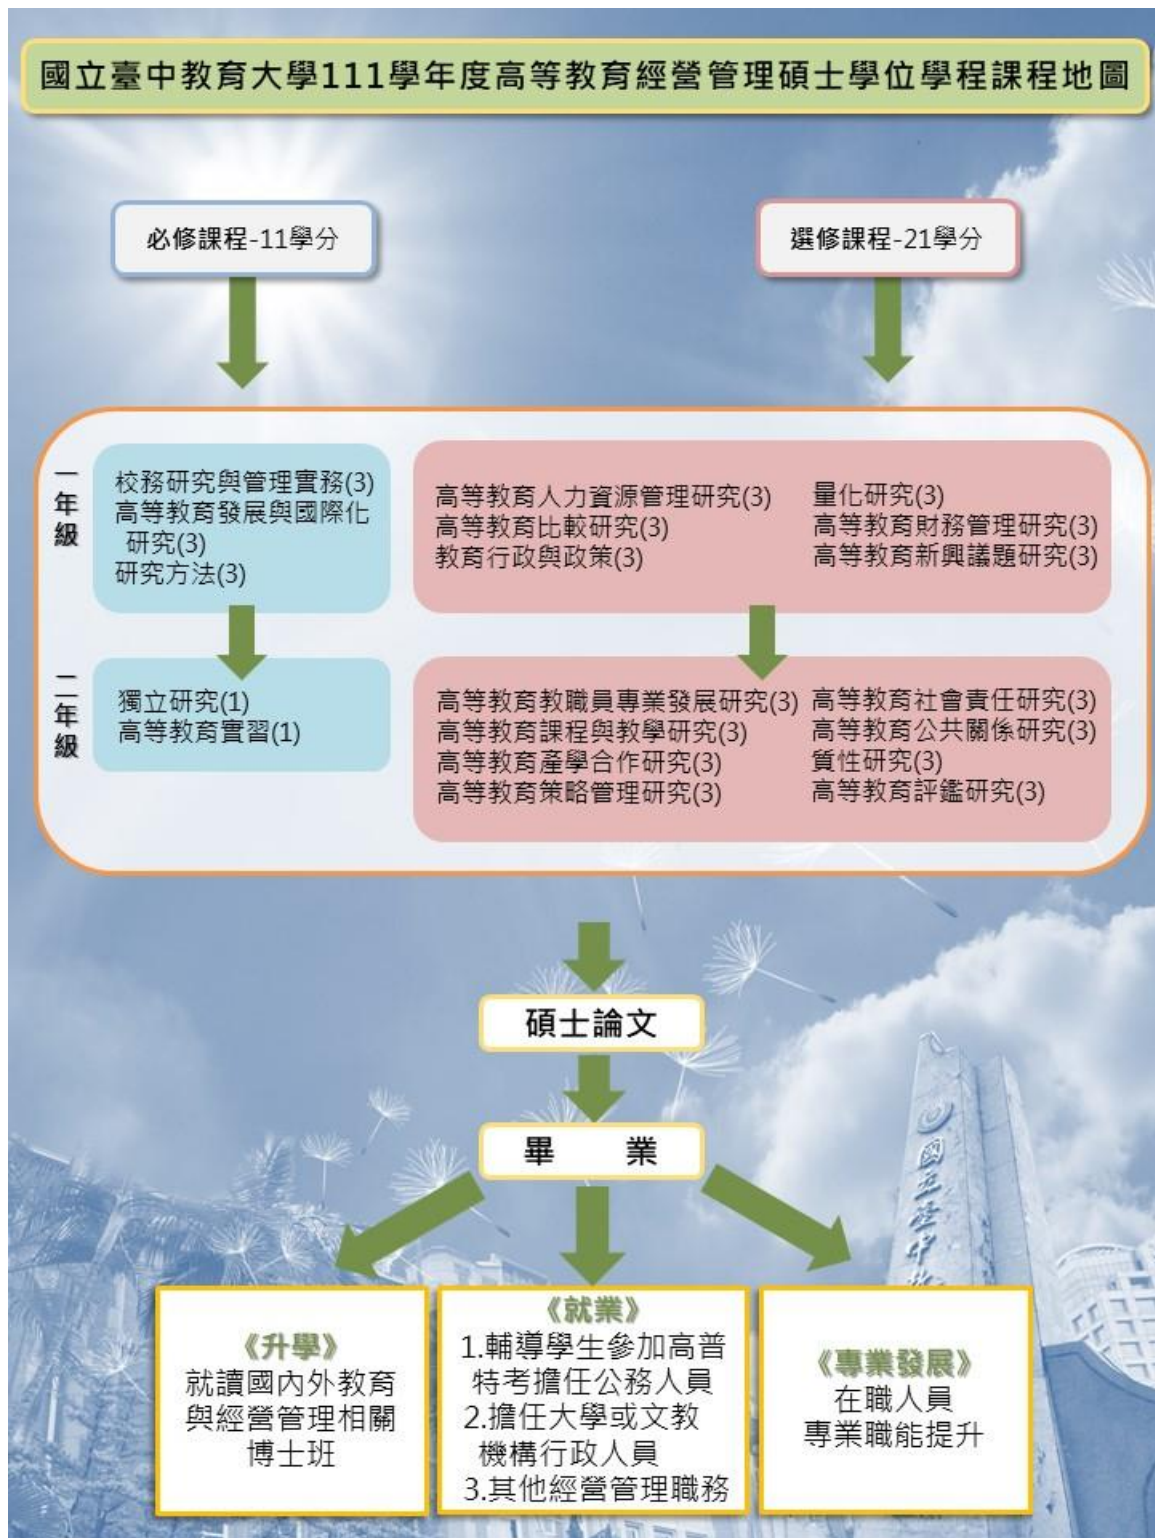 國立臺中教育大學111學年度高等教育經營管理碩士學位學程課程地圖
必修課程-11學分
選修課程-21學分
一年級
校務研究與管理實務(3)
高等教育發展與國際化
研究(3)
研究方法(3)
高等教育人力資源管理研究(3)
高等教育比較研究(3)
教育行政與政策(3)
量化研究(3)
高等教育財務管理研究(3)
高等教育新興議題研究(3)
二年級
獨立研究(1)
高等教育實習(1)
高等教育教職員專業發展研究(3)
高等教育課程與教學研究(3)
高等教育產學合作研究(3)
高等教育策略管理研究(3)
高等教育社會責任研究(3)
高等教育公共關係研究(3)
質性研究(3)
高等教育評鑑研究(3)
碩士論文
畢　業
國立臺中
《升學》
就讀國內外教育
與經營管理相關
博士班
《就業》
1.輔導學生參加高普
特考擔任公務人員
2.擔任大學或文教
機構行政人員
3.其他經營管理職務
《專業發展》
在職人員
專業職能提升